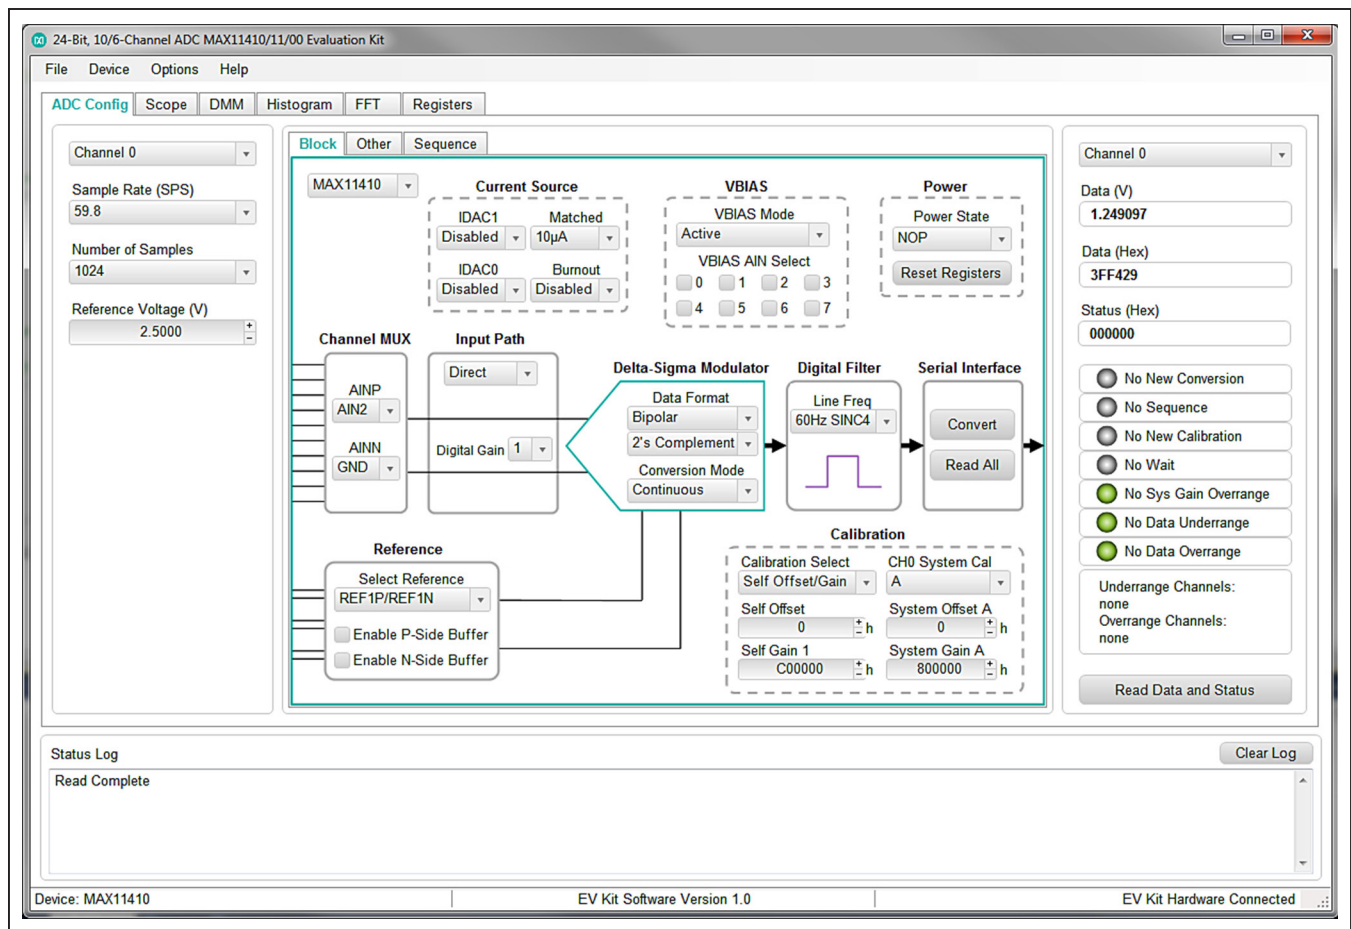 24-Bit, 10/6-Channel ADC MAX11410/11/00 Evaluation Kit
File Device Options Help
ADC Config Scope DMM Histogram FFT Registers
Channel 0
Sample Rate (SPS)
59.8
Number of Samples
1024
Reference Voltage (V)
2.5000
Block Other Sequence
MAX11410
Current Source
IDAC1 Matched
Disabled 10µA
IDAC0 Burnout
Disabled Disabled
VBIAS
VBIAS Mode
Active
VBIAS AIN Select
0 1 2 3
4 5 6 7
Power
Power State
NOP
Reset Registers
Channel MUX
AINP
AIN2
AINN
GND
Input Path
Direct
Digital Gain 1
Delta-Sigma Modulator
Data Format
Bipolar
2's Complement
Conversion Mode
Continuous
Digital Filter
Line Freq
60Hz SINC4
Serial Interface
Convert
Read All
Reference
Select Reference
REF1P/REF1N
Enable P-Side Buffer
Enable N-Side Buffer
Calibration
Calibration Select CH0 System Cal
Self Offset/Gain A
Self Offset System Offset A
0 h 0 h
Self Gain 1 System Gain A
C00000 h 800000 h
Channel 0
Data (V)
1.249097
Data (Hex)
3FF429
Status (Hex)
000000
No New Conversion
No Sequence
No New Calibration
No Wait
No Sys Gain Overrange
No Data Underrange
No Data Overrange
Underrange Channels:
none
Overrange Channels:
none
Read Data and Status
Status Log
Clear Log
Read Complete
Device: MAX11410 EV Kit Software Version 1.0 EV Kit Hardware Connected